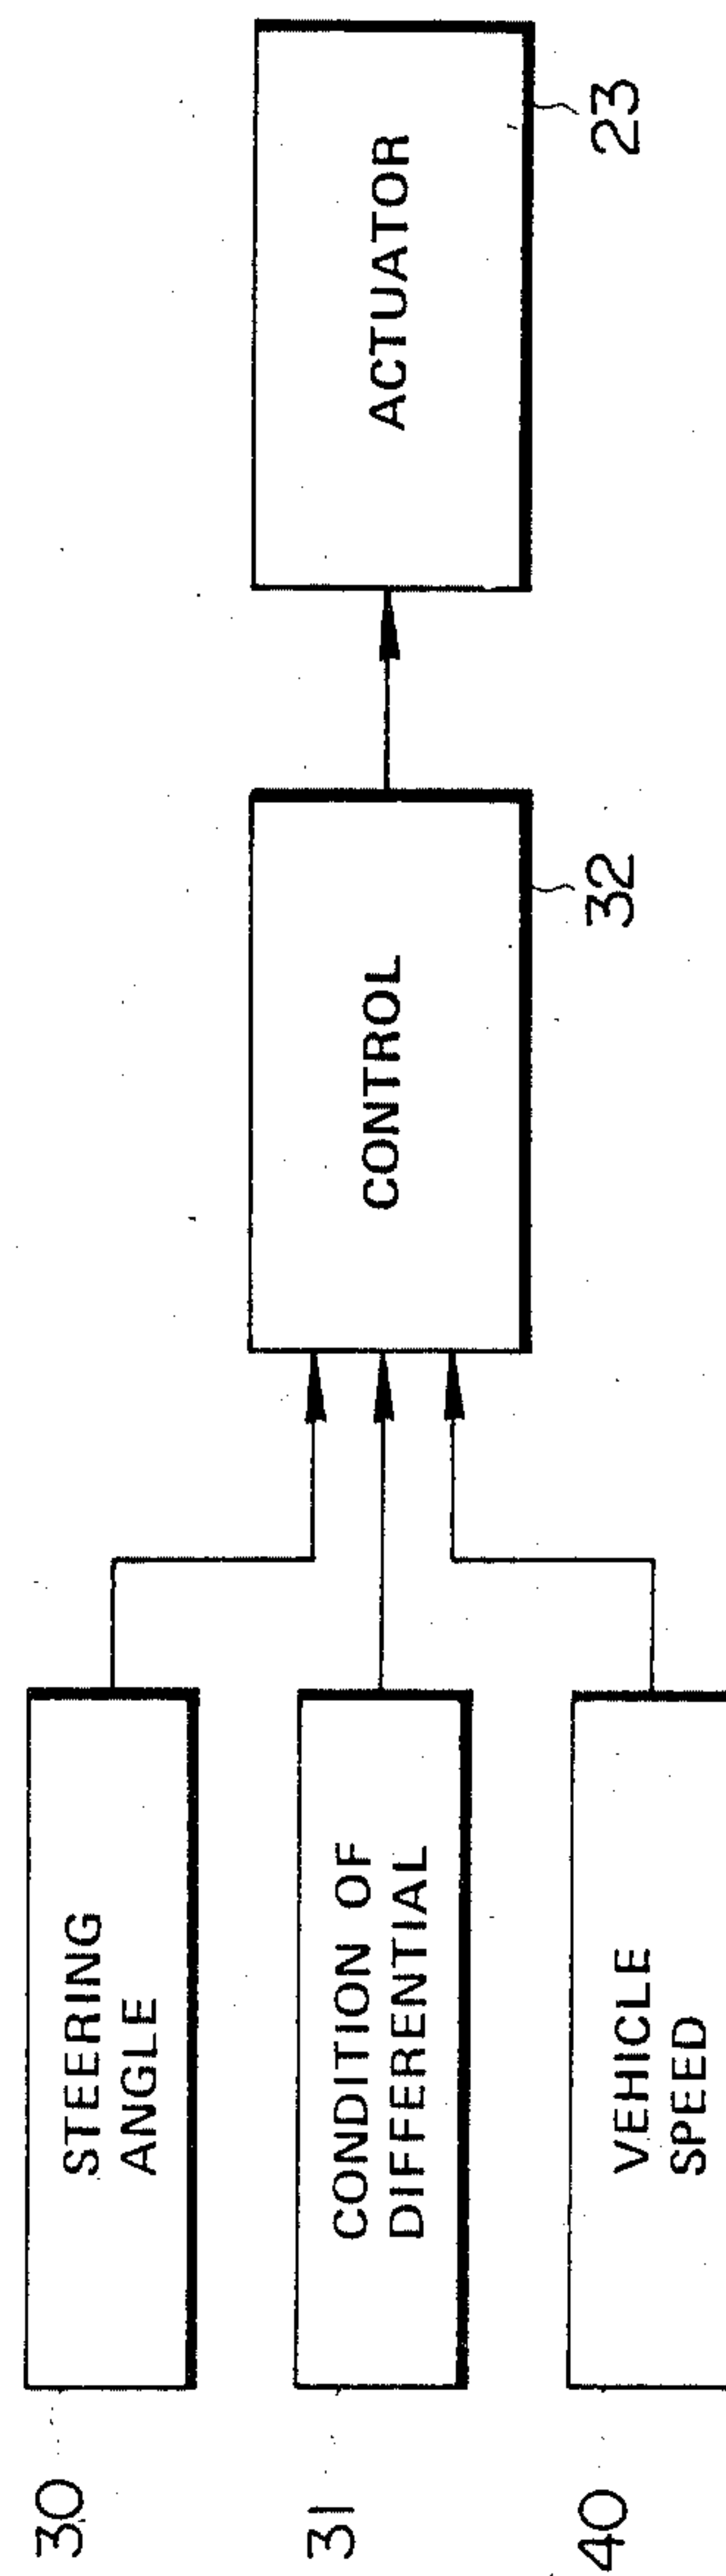 30
STEERING
ANGLE
31
CONDITION OF
DIFFERENTIAL
40
VEHICLE
SPEED
CONTROL
32
ACTUATOR
23